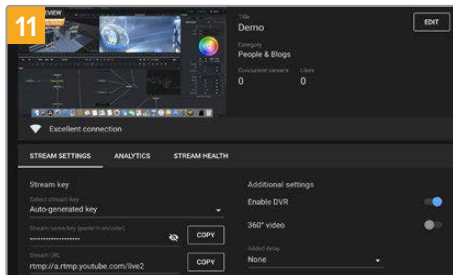 11
PREVIEW
Title
Demo
EDIT
Category
People & Blogs
Concurrent viewers
Likes
0
0
Excellent connection
STREAM SETTINGS
ANALYTICS
STREAM HEALTH
Stream key
Select stream key
Auto-generated key
Stream name/key (paste in encoder)
····················
COPY
Stream URL
rtmp://a.rtmp.youtube.com/live2
COPY
Additional settings
Enable DVR
360° video
Added delay
None